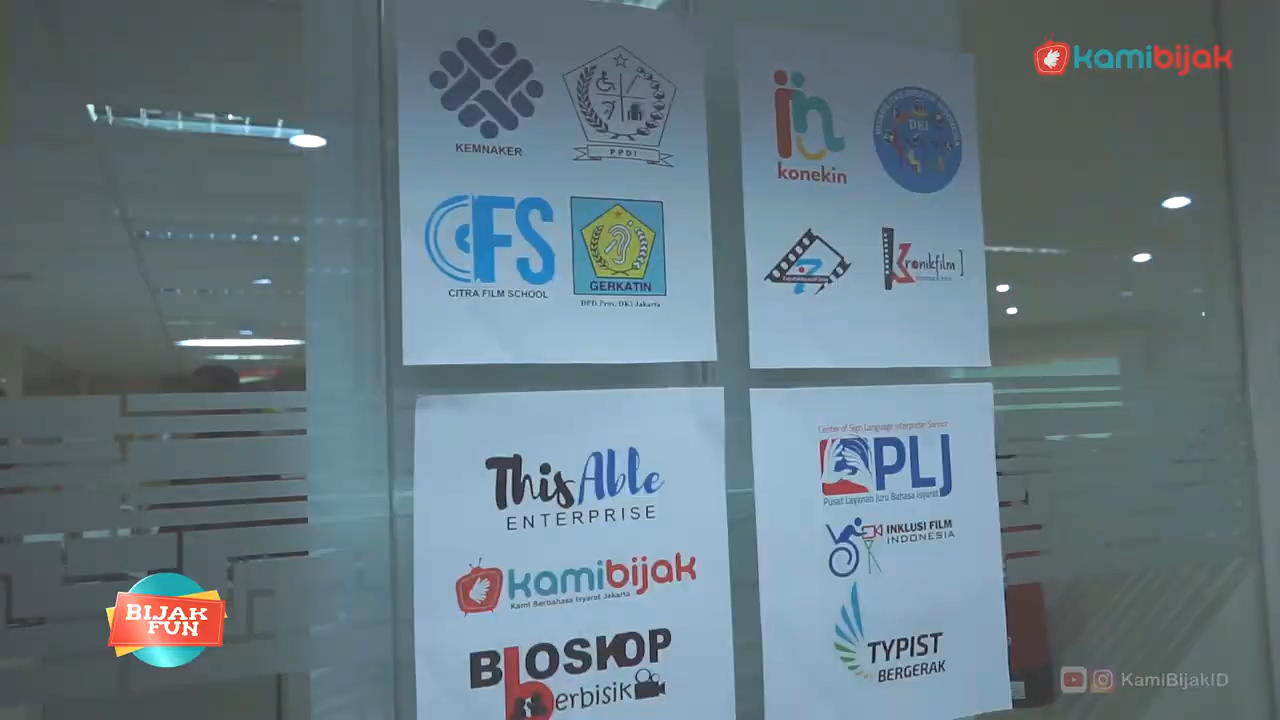 kamibijak
KEMNAKER
PPDI
CFS
CITRA FILM SCHOOL
GERKATIN
DPD Prov. DKI Jakarta
konekin
DKI
Kronikfilm]
ThisAble
ENTERPRISE
kamibijak
Kami Berbahasa Isyarat Jakarta
BIOSKOP
berbisik
Center of Sign Language Interpreter Service
PLJ
Pusat Layanan Juru Bahasa Isyarat
INKLUSI FILM
INDONESIA
TYPIST
BERGERAK
BIJAK
FUN
KamiBijakID